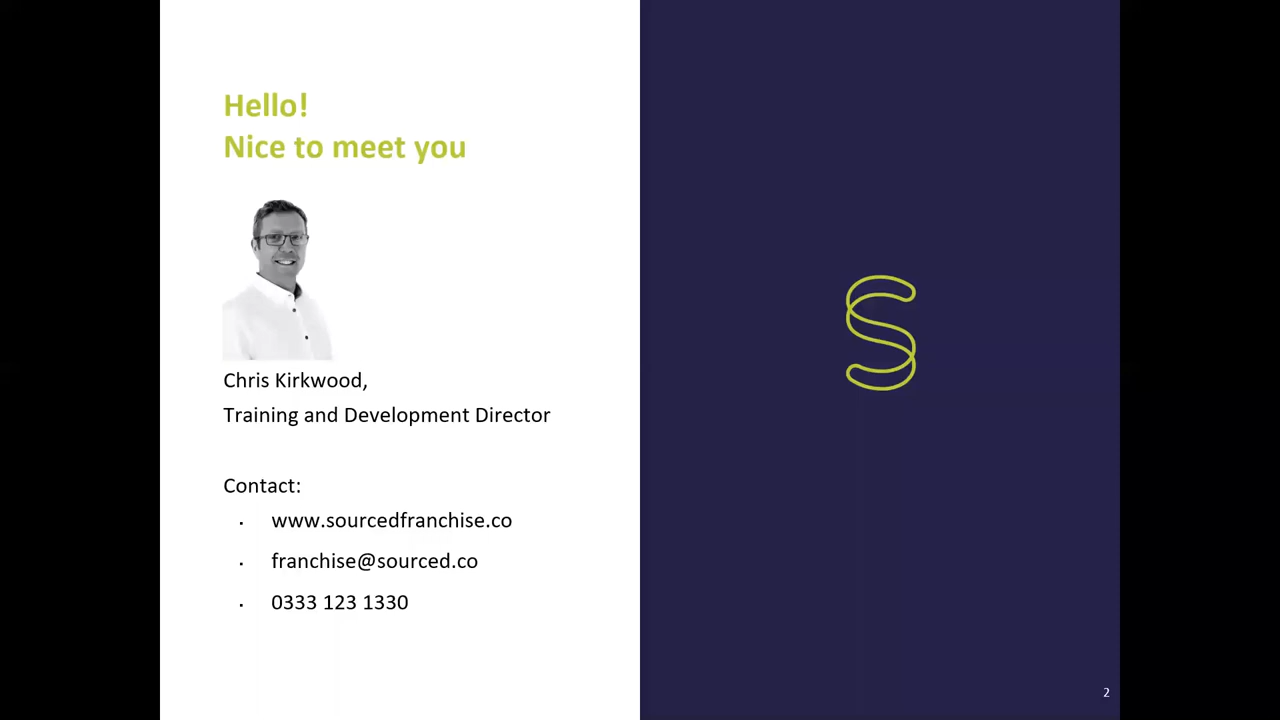 Hello!
Nice to meet you
Chris Kirkwood,
Training and Development Director
Contact:
www.sourcedfranchise.co
franchise@sourced.co
0333 123 1330
2